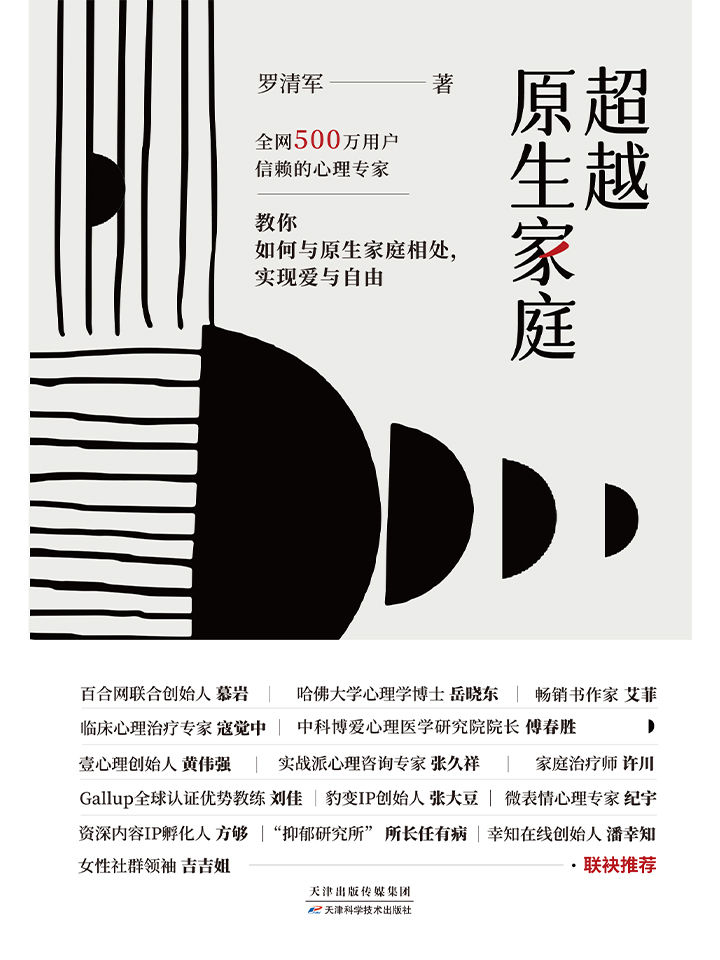 超越
原生家庭
罗清军 著
全网500万用户
信赖的心理专家
教你
如何与原生家庭相处，
实现爱与自由
百合网联合创始人 慕岩 | 哈佛大学心理学博士 岳晓东 | 畅销书作家 艾菲
临床心理治疗专家 寇觉中 | 中科博爱心理医学研究院院长 傅春胜
壹心理创始人 黄伟强 | 实战派心理咨询专家 张久祥 | 家庭治疗师 许川
Gallup全球认证优势教练 刘佳 | 豹变IP创始人 张大豆 | 微表情心理专家 纪宇
资深内容IP孵化人 方够 | “抑郁研究所” 所长任有病 | 幸知在线创始人 潘幸知
女性社群领袖 吉吉姐 · 联袂推荐
天津出版传媒集团
天津科学技术出版社